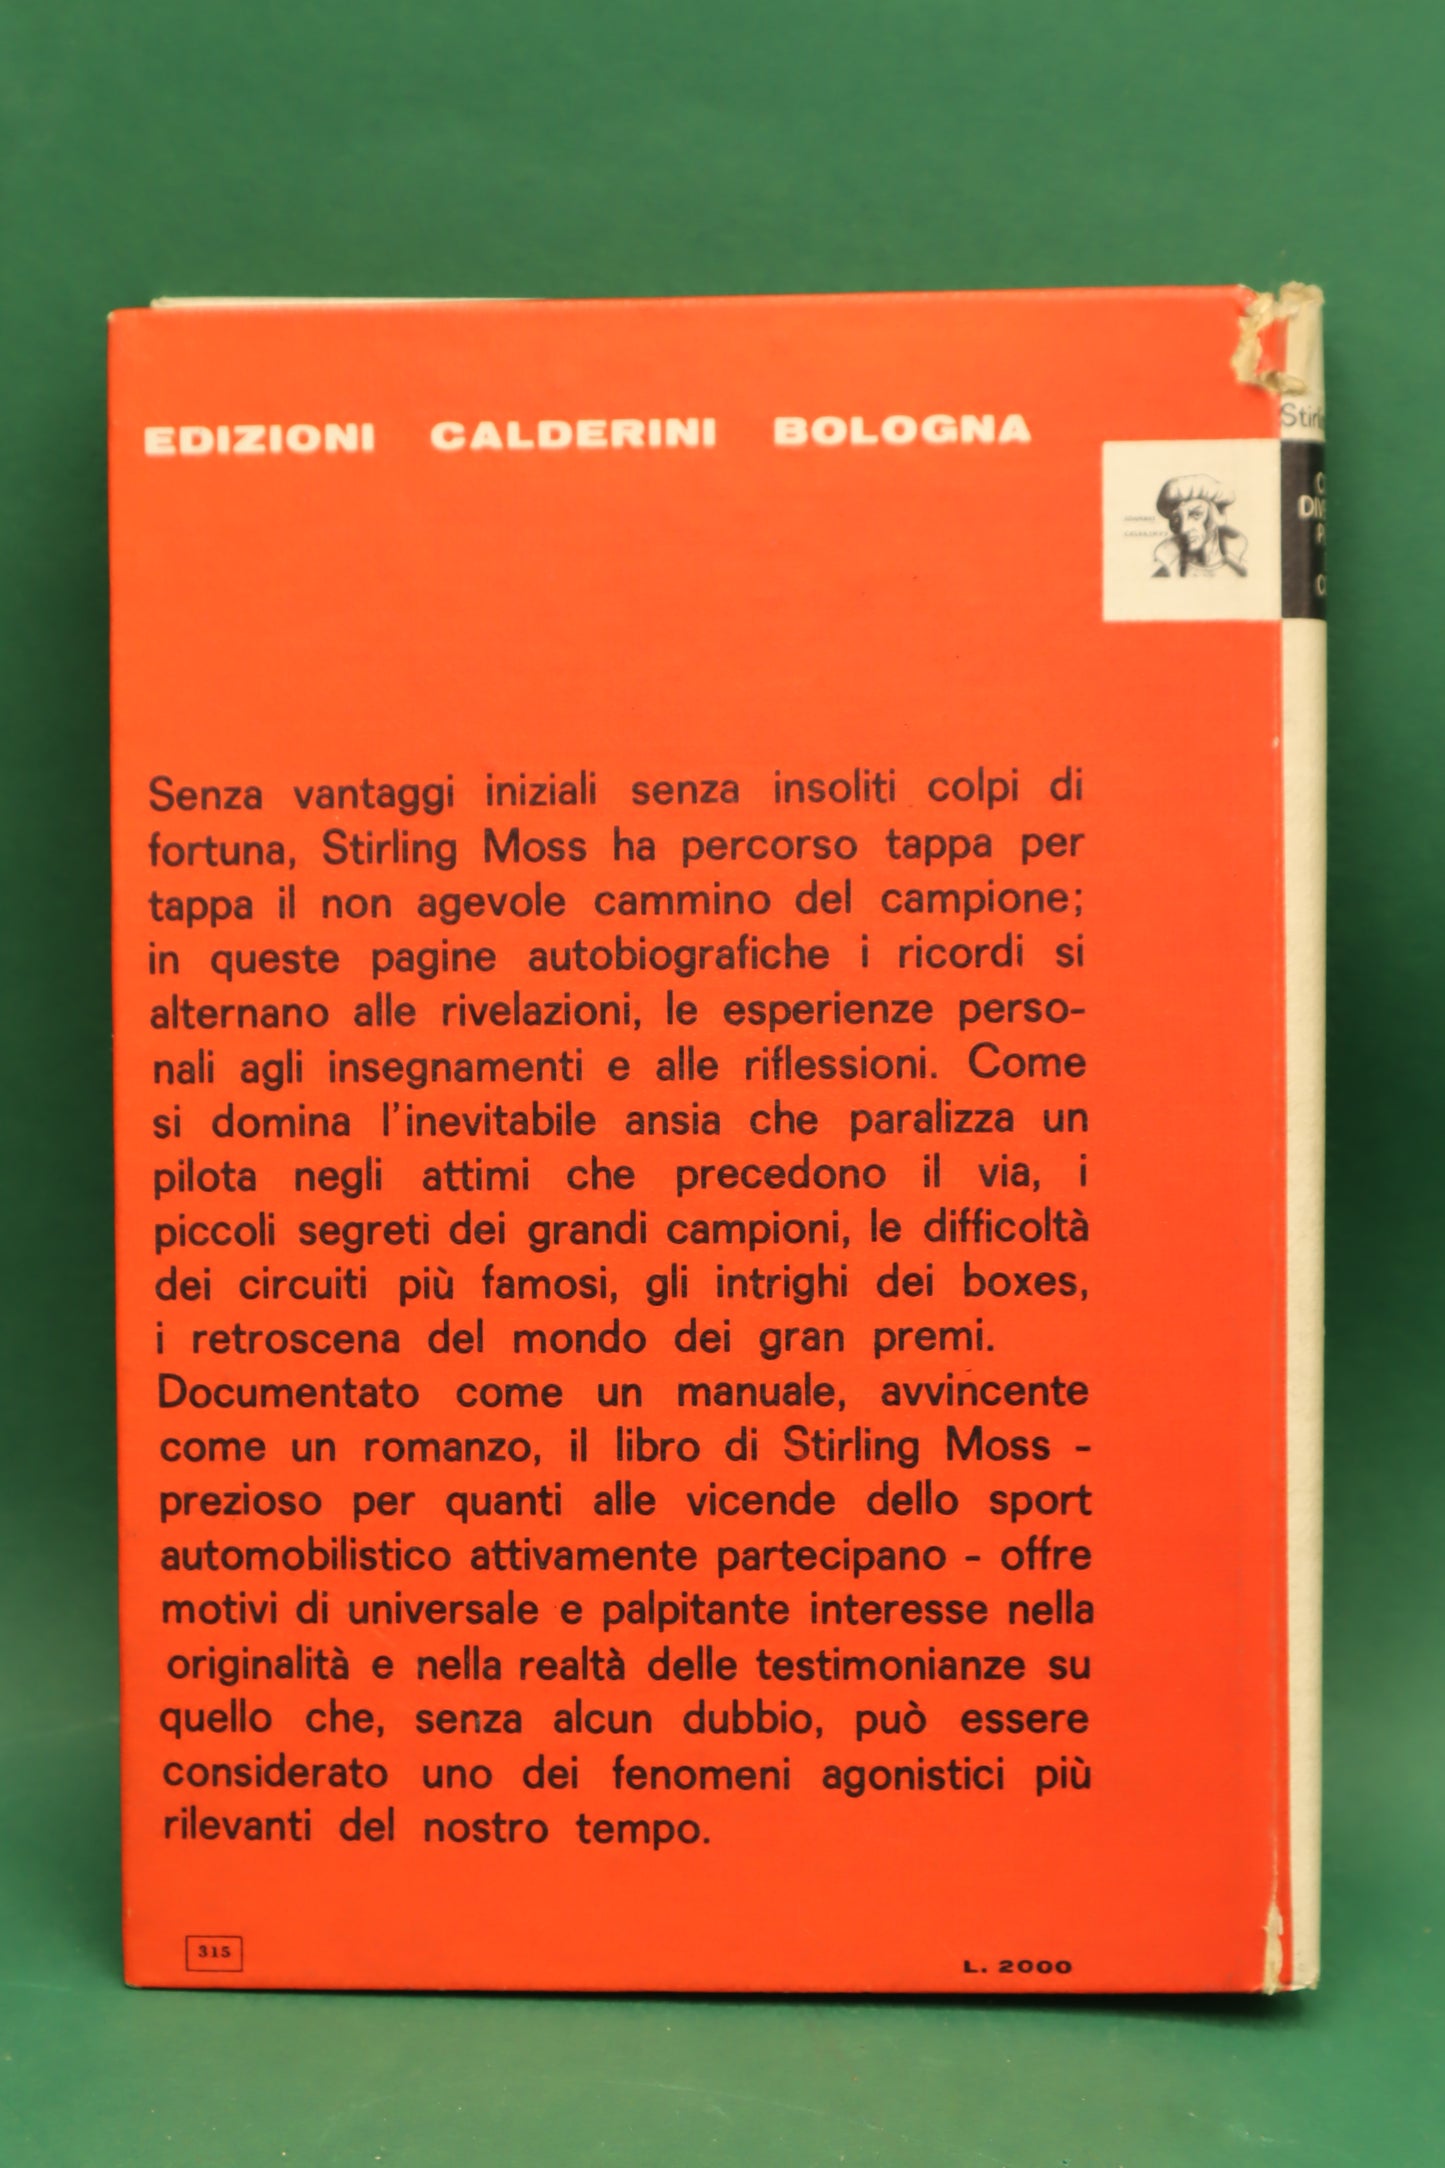 EDIZIONI CALDERINI BOLOGNA
Senza vantaggi iniziali senza insoliti colpi di
fortuna, Stirling Moss ha percorso tappa per
tappa il non agevole cammino del campione;
in queste pagine autobiografiche i ricordi si
alternano alle rivelazioni, le esperienze perso-
nali agli insegnamenti e alle riflessioni. Come
si domina l'inevitabile ansia che paralizza un
pilota negli attimi che precedono il via, i
piccoli segreti dei grandi campioni, le difficoltà
dei circuiti più famosi, gli intrighi dei boxes,
i retroscena del mondo dei gran premi.
Documentato come un manuale, avvincente
come un romanzo, il libro di Stirling Moss -
prezioso per quanti alle vicende dello sport
automobilistico attivamente partecipano - offre
motivi di universale e palpitante interesse nella
originalità e nella realtà delle testimonianze su
quello che, senza alcun dubbio, può essere
considerato uno dei fenomeni agonistici più
rilevanti del nostro tempo.
315
L. 2000